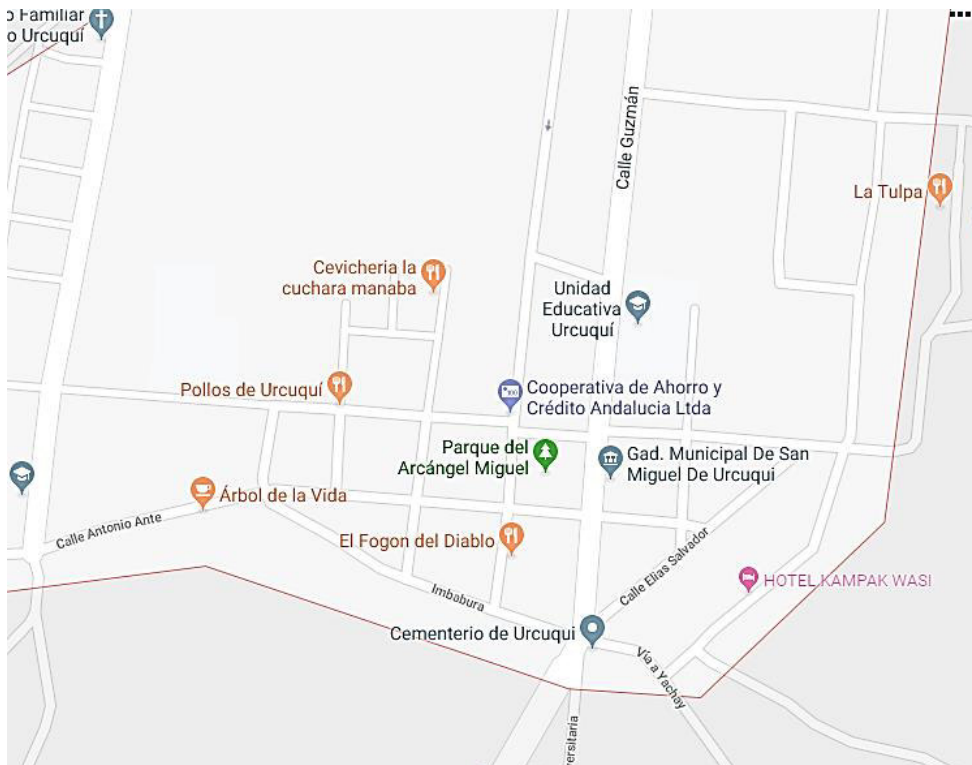 o Familiar
o Urcuquí
Calle Guzmán
La Tulpa
Cevicheria la
cuchara manaba
Unidad
Educativa
Urcuquí
Pollos de Urcuquí
Cooperativa de Ahorro y
Crédito Andalucia Ltda
Parque del
Arcángel Miguel
Gad. Municipal De San
Miguel De Urcuqui
Árbol de la Vida
Calle Antonio Ante
El Fogon del Diablo
Calle Elías Salvador
HOTEL KAMPAK WASI
Imbabura
Cementerio de Urcuqui
Vía a Yachay
ersitaria